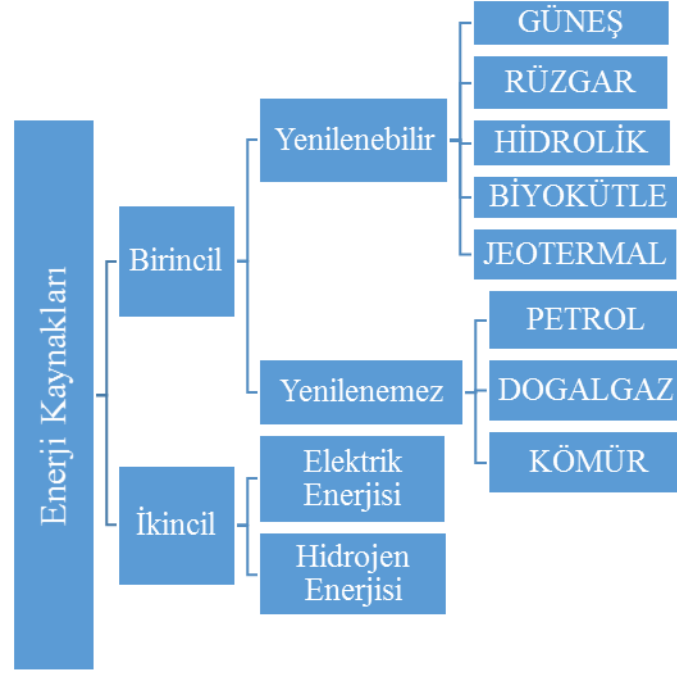 Enerji Kaynakları
Birincil
Yenilenebilir
GÜNEŞ
RÜZGAR
HİDROLİK
BİYOKÜTLE
JEOTERMAL
Yenilenemez
PETROL
DOGALGAZ
KÖMÜR
İkincil
Elektrik
Enerjisi
Hidrojen
Enerjisi